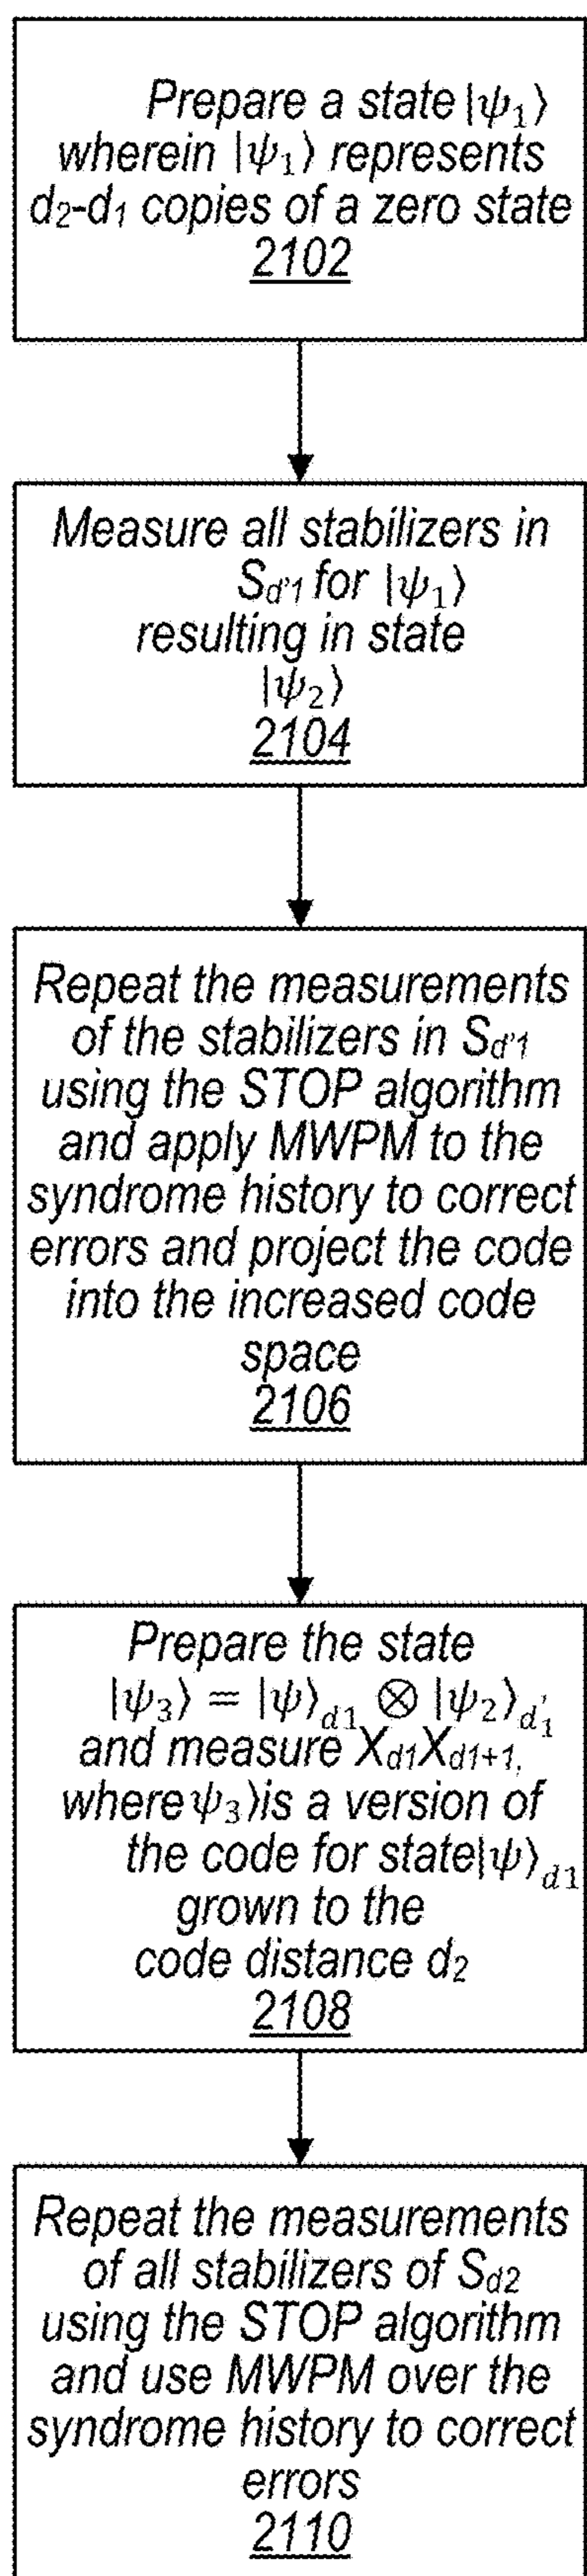 Prepare a state |ψ₁⟩
wherein |ψ₁⟩ represents
d₂-d₁ copies of a zero state
2102
Measure all stabilizers in
S_d'1 for |ψ₁⟩
resulting in state
|ψ₂⟩
2104
Repeat the measurements
of the stabilizers in S_d'1
using the STOP algorithm
and apply MWPM to the
syndrome history to correct
errors and project the code
into the increased code
space
2106
Prepare the state
|ψ₃⟩ = |ψ⟩_d1 ⊗ |ψ₂⟩_d'₁
and measure X_d1X_d1+1,
where ψ₃⟩is a version of
the code for state|ψ⟩_d1
grown to the
code distance d₂
2108
Repeat the measurements
of all stabilizers of S_d2
using the STOP algorithm
and use MWPM over the
syndrome history to correct
errors
2110